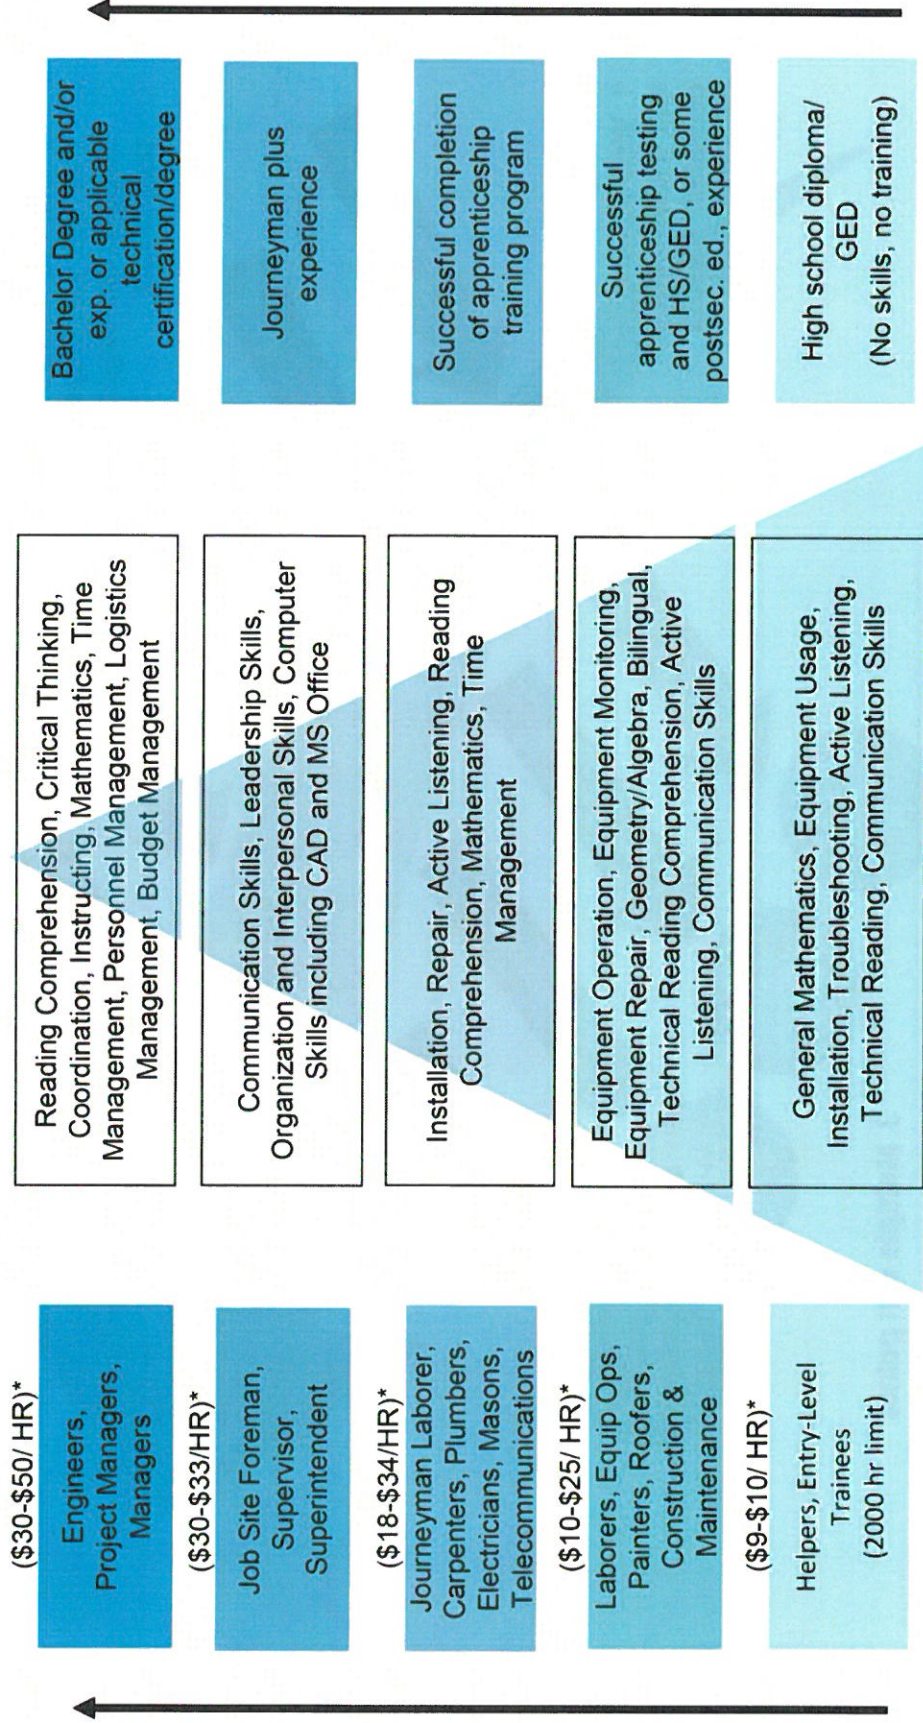 ($30-$50/ HR)*
Engineers,
Project Managers,
Managers
Reading Comprehension, Critical Thinking,
Coordination, Instructing, Mathematics, Time
Management, Personnel Management, Logistics
Management, Budget Management
Bachelor Degree and/or
exp. or applicable
technical
certification/degree
($30-$33/HR)*
Job Site Foreman,
Supervisor,
Superintendent
Communication Skills, Leadership Skills,
Organization and Interpersonal Skills, Computer
Skills including CAD and MS Office
Journeyman plus
experience
($18-$34/HR)*
Journeyman Laborer,
Carpenters, Plumbers,
Electricians, Masons,
Telecommunications
Installation, Repair, Active Listening, Reading
Comprehension, Mathematics, Time
Management
Successful completion
of apprenticeship
training program
($10-$25/ HR)*
Laborers, Equip Ops,
Painters, Roofers,
Construction &
Maintenance
Equipment Operation, Equipment Monitoring,
Equipment Repair, Geometry/Algebra, Bilingual,
Technical Reading Comprehension, Active
Listening, Communication Skills
Successful
apprenticeship testing
and HS/GED, or some
postsec. ed., experience
($9-$10/ HR)*
Helpers, Entry-Level
Trainees
(2000 hr limit)
General Mathematics, Equipment Usage,
Installation, Troubleshooting, Active Listening,
Technical Reading, Communication Skills
High school diploma/
GED
(No skills, no training)